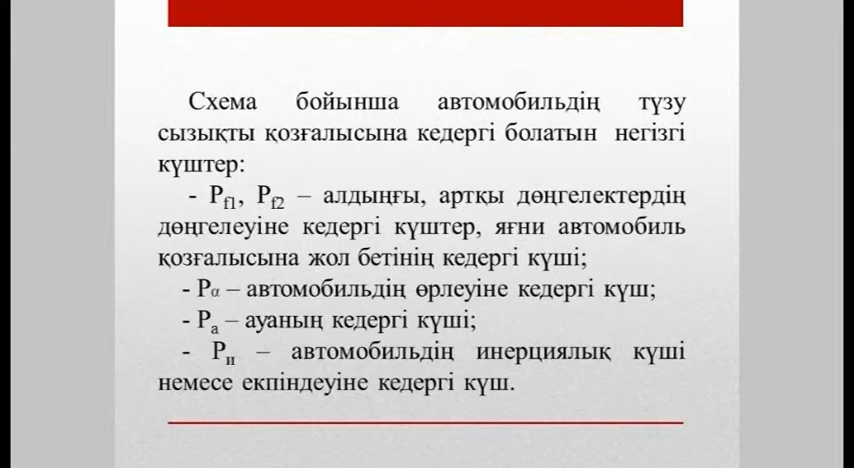 Схема бойынша автомобильдің түзу
сызықты қозғалысына кедергі болатын негізгі
күштер:
- Pf1, Pf2 – алдыңғы, артқы дөңгелектердің
дөңгелеуіне кедергі күштер, яғни автомобиль
қозғалысына жол бетінің кедергі күші;
- Pα – автомобильдің өрлеуіне кедергі күш;
- Pа – ауаның кедергі күші;
- Pи – автомобильдің инерциялық күші
немесе екпіндеуіне кедергі күш.